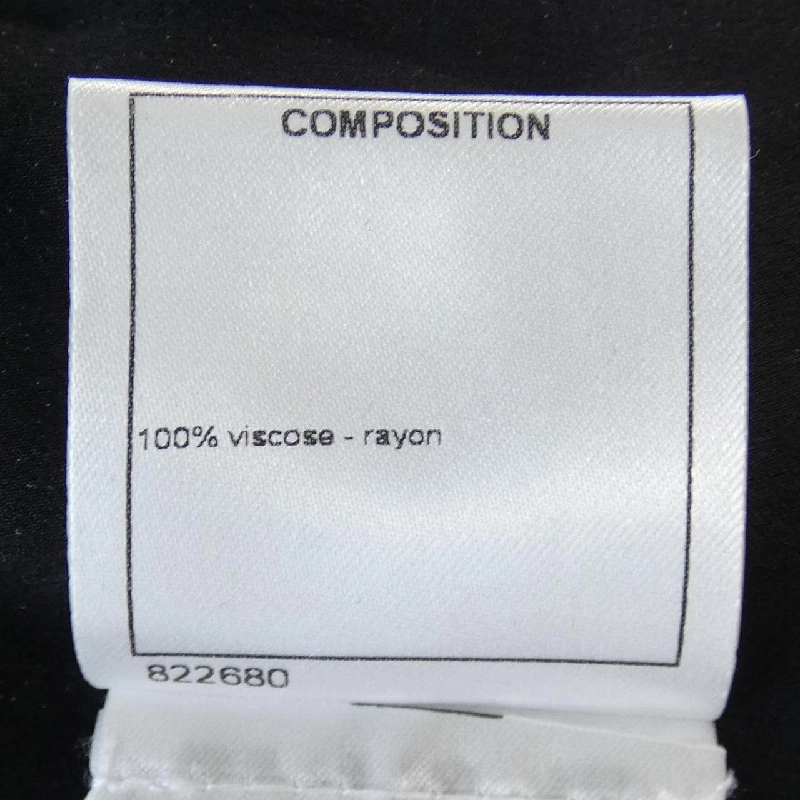 COMPOSITION
100% viscose - rayon
822680